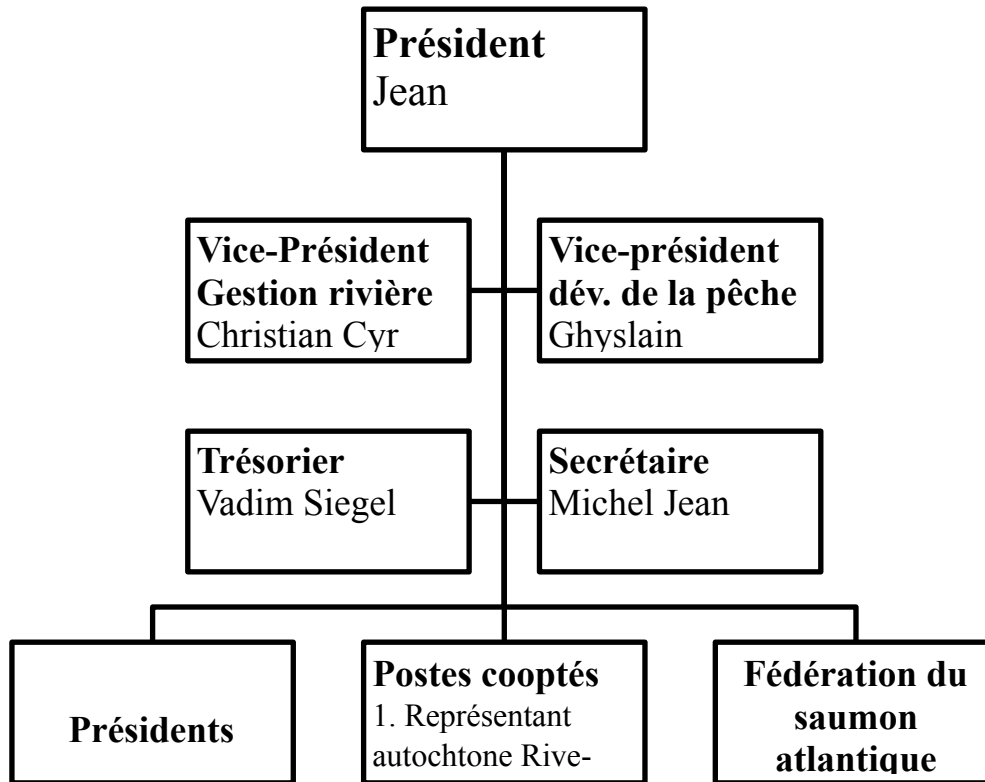 Président
Jean
Vice-Président
Gestion rivière
Christian Cyr
Vice-président
dév. de la pêche
Ghyslain
Trésorier
Vadim Siegel
Secrétaire
Michel Jean
Présidents
Postes cooptés
1. Représentant
autochtone Rive-
Fédération du
saumon
atlantique